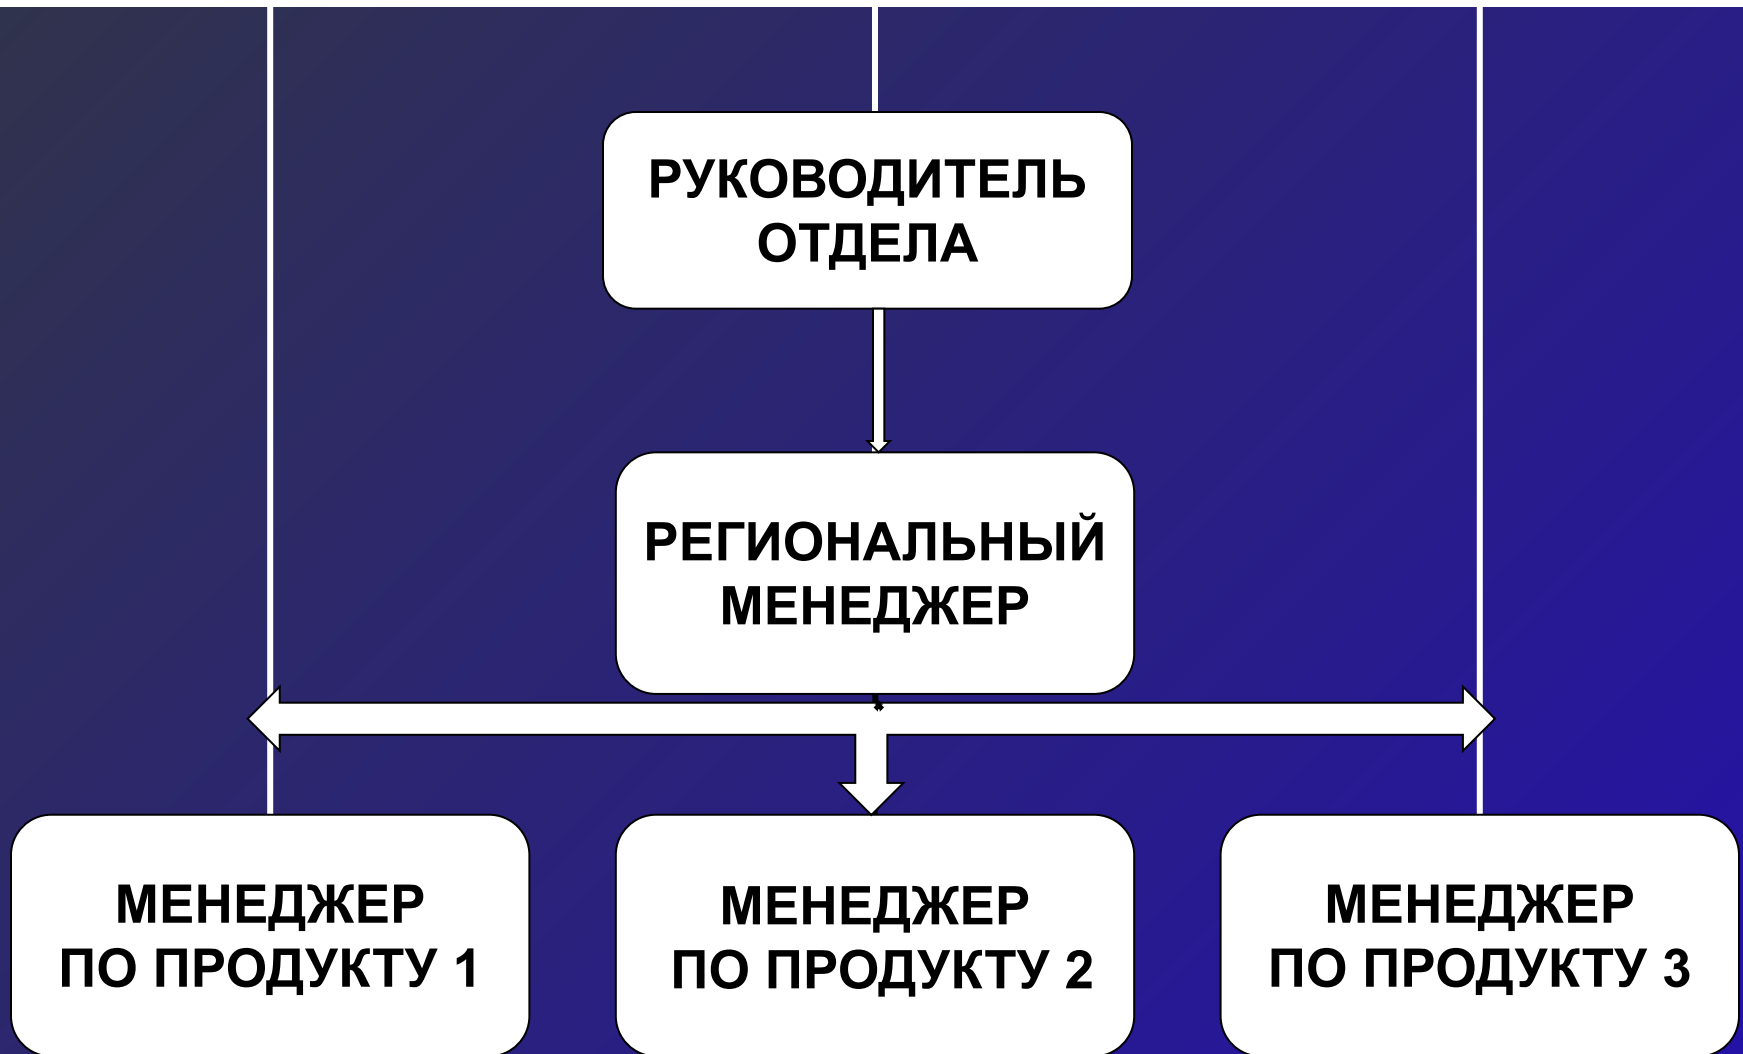 РУКОВОДИТЕЛЬ
ОТДЕЛА
РЕГИОНАЛЬНЫЙ
МЕНЕДЖЕР
МЕНЕДЖЕР
ПО ПРОДУКТУ 1
МЕНЕДЖЕР
ПО ПРОДУКТУ 2
МЕНЕДЖЕР
ПО ПРОДУКТУ 3